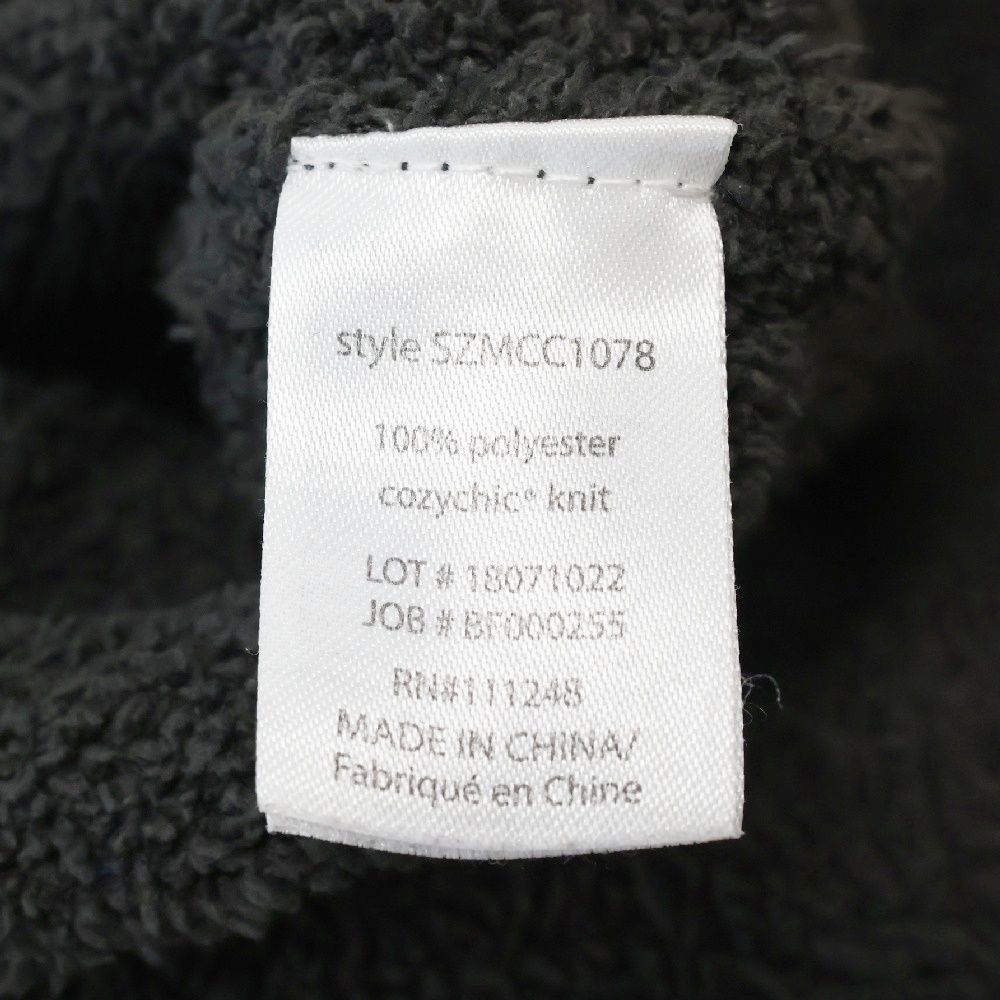 style SZMCC1078
100% polyester
cozychic® knit
LOT # 18071022
JOB # BF000255
RN#111248
MADE IN CHINA/
Fabriqué en Chine